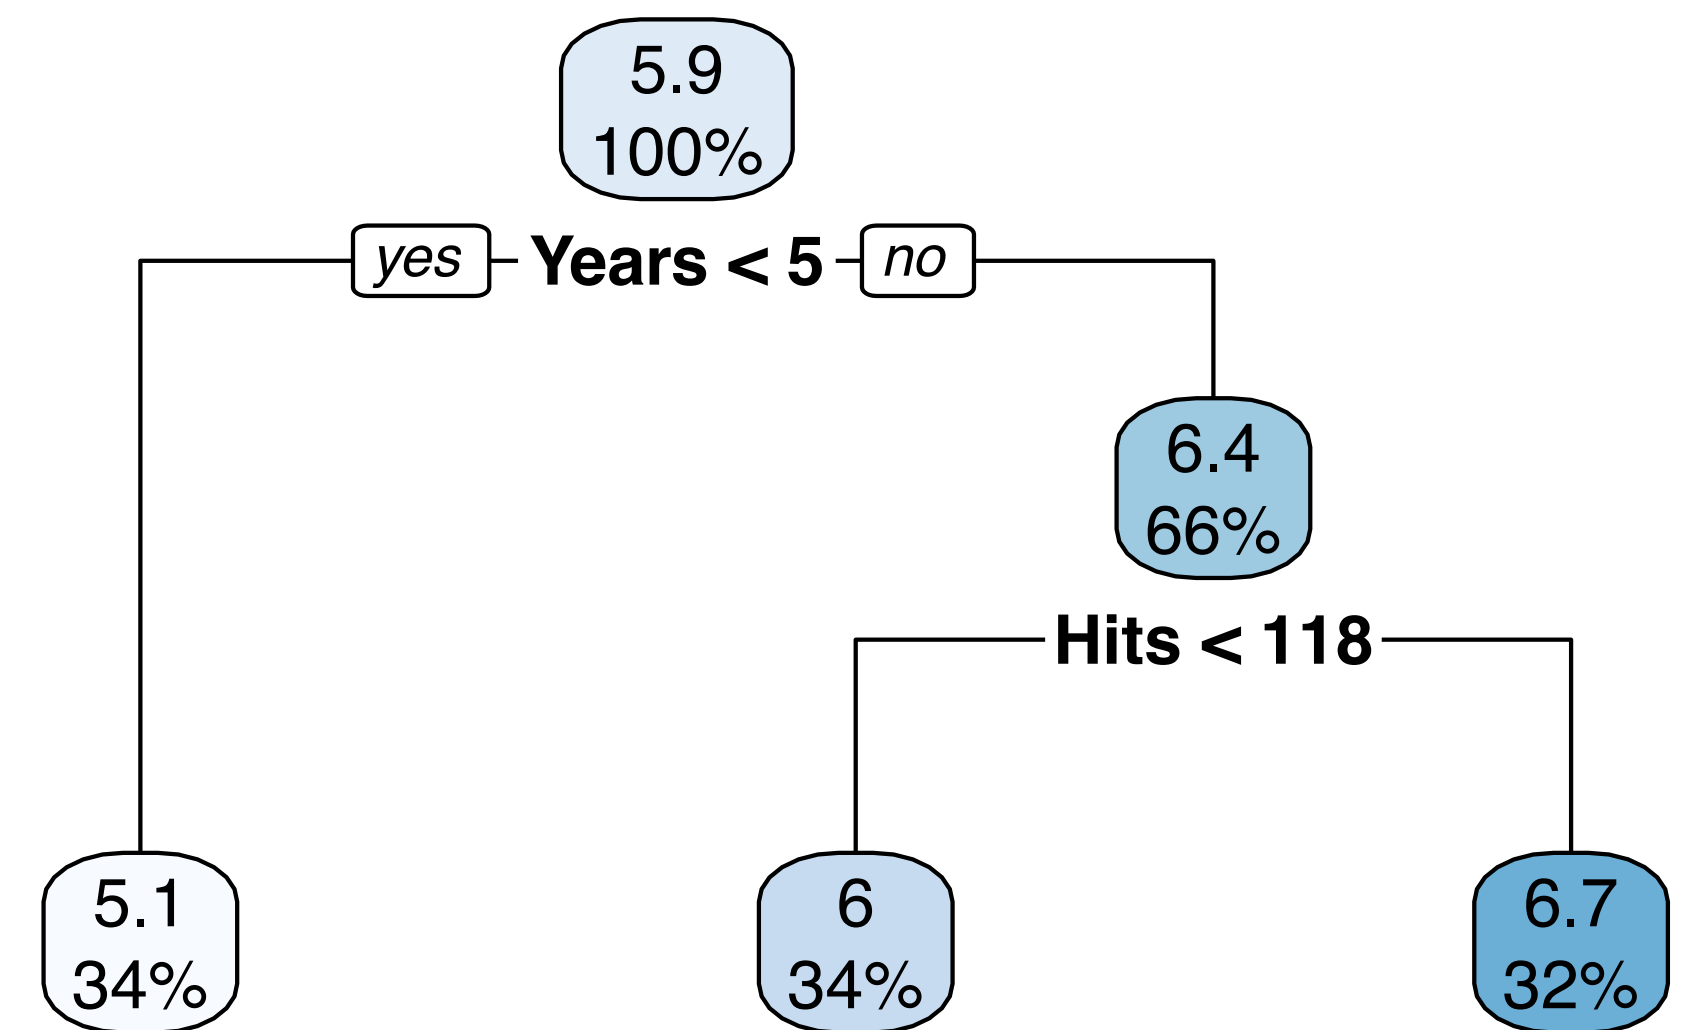 5.9
100%
yes Years < 5 no
6.4
66%
Hits < 118
5.1 6 6.7
34% 34% 32%